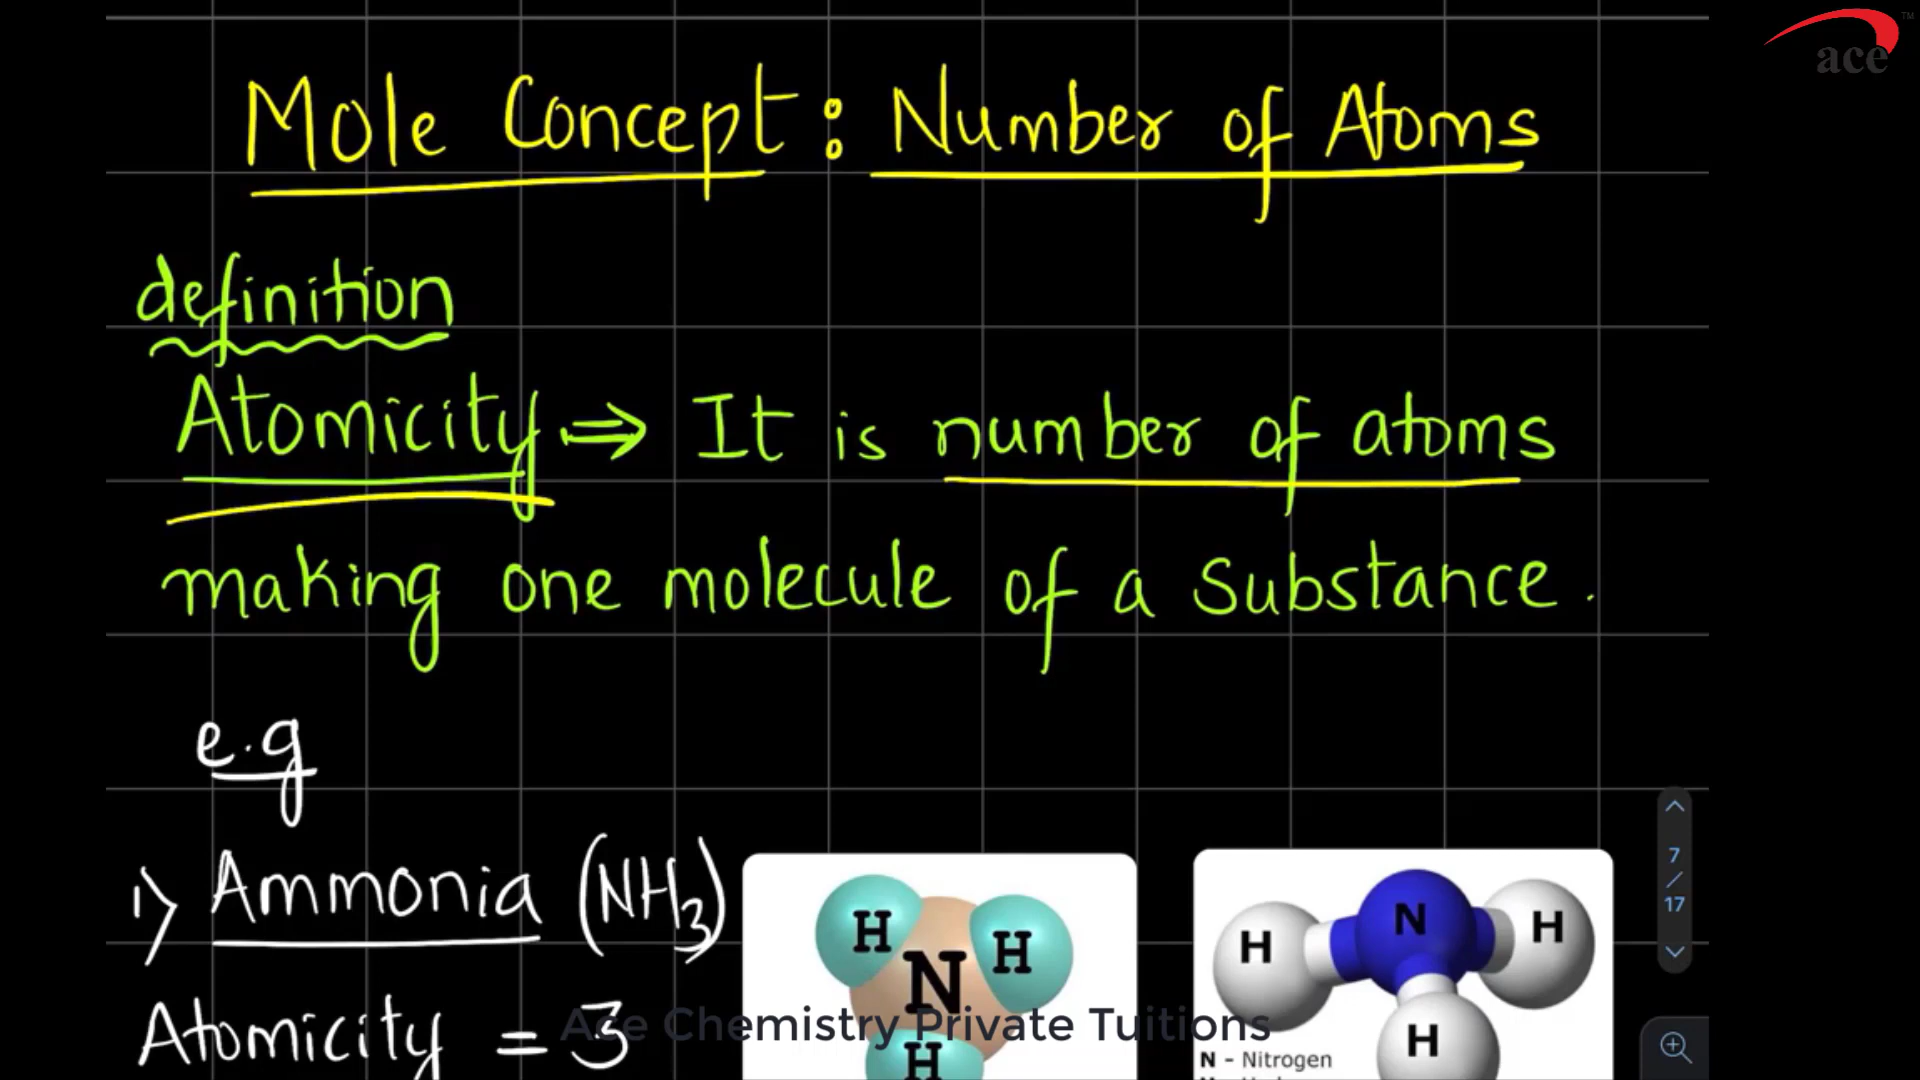 ace TM
Mole Concept : Number of Atoms
definition
Atomicity ⇒ It is number of atoms
making one molecule of a substance.
e.g
1) Ammonia (NH3)
Atomicity = 3
H
H
N
H
N
H
H
H
N - Nitrogen
7
/
17
Ace Chemistry Private Tuitions